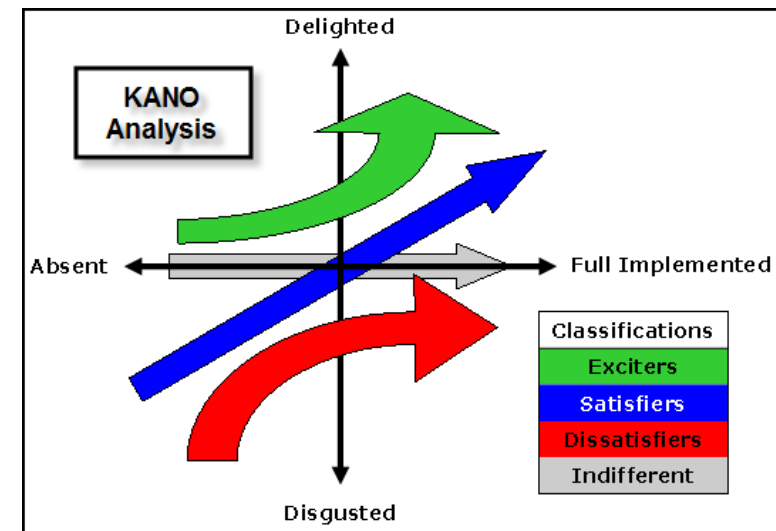 Delighted
KANO
Analysis
Absent
Full Implemented
Classifications
Exciters
Satisfiers
Dissatisfiers
Indifferent
Disgusted